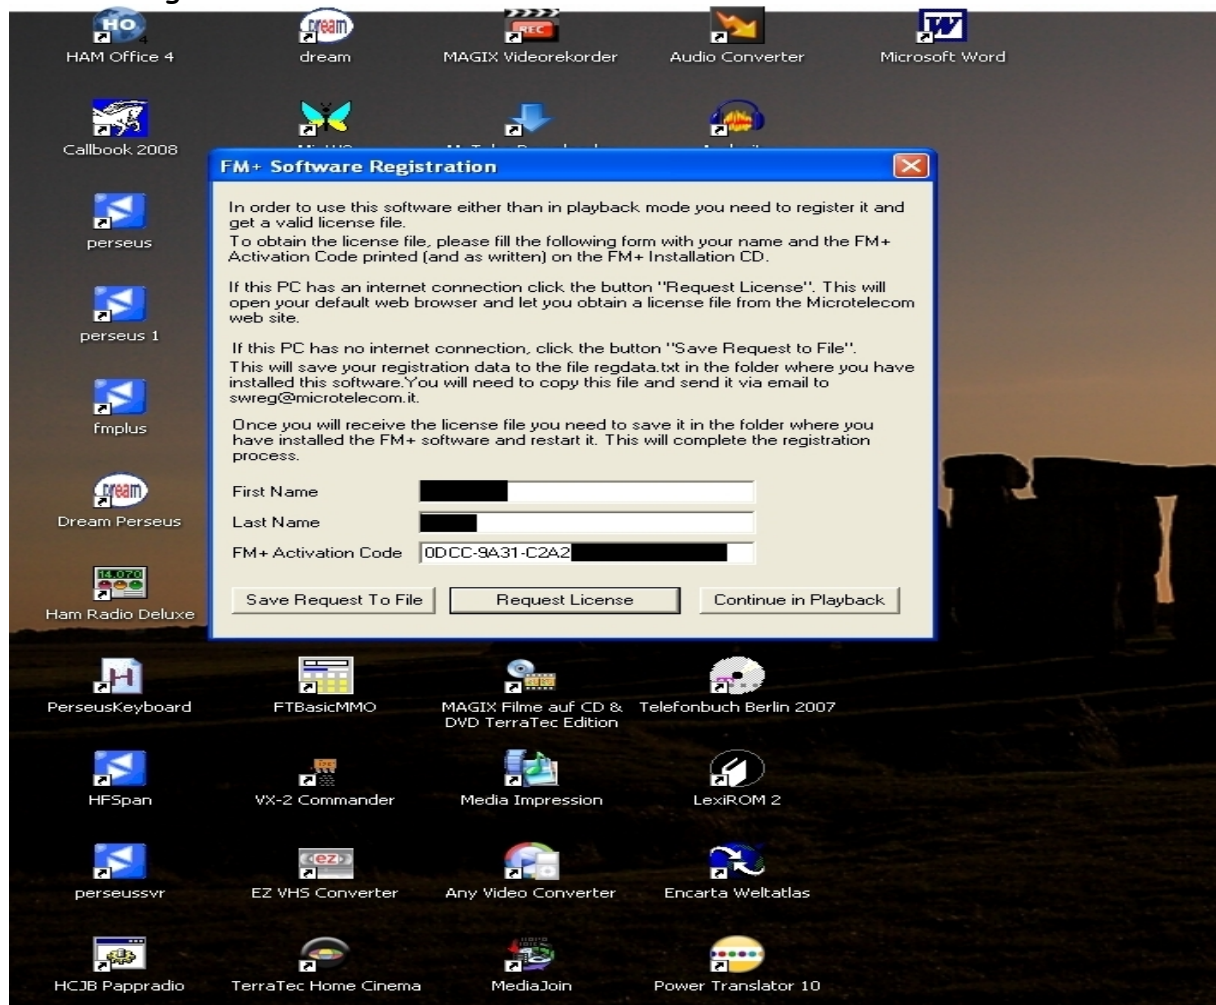 HAM Office 4
dream
MAGIX Videorekorder
Audio Converter
Microsoft Word
Callbook 2008
FM+ Software Registration
In order to use this software either than in playback mode you need to register it and
get a valid license file.
To obtain the license file, please fill the following form with your name and the FM+
Activation Code printed (and as written) on the FM+ Installation CD.
If this PC has an internet connection click the button "Request License". This will
open your default web browser and let you obtain a license file from the Microtelecom
web site.
If this PC has no internet connection, click the button "Save Request to File".
This will save your registration data to the file regdata.txt in the folder where you have
installed this software.You will need to copy this file and send it via email to
swreg@microtelecom.it.
Once you will receive the license file you need to save it in the folder where you
have installed the FM+ software and restart it. This will complete the registration
process.
First Name
Last Name
FM+ Activation Code
0DCC-9A31-C2A2
Save Request To File
Request License
Continue in Playback
perseus
perseus 1
fmplus
Dream Perseus
Ham Radio Deluxe
PerseusKeyboard
FTBasicMMO
MAGIX Filme auf CD &
DVD TerraTec Edition
Telefonbuch Berlin 2007
HFSpan
VX-2 Commander
Media Impression
LexiROM 2
perseussvr
EZ VHS Converter
Any Video Converter
Encarta Weltatlas
HCJB Pappradio
TerraTec Home Cinema
MediaJoin
Power Translator 10